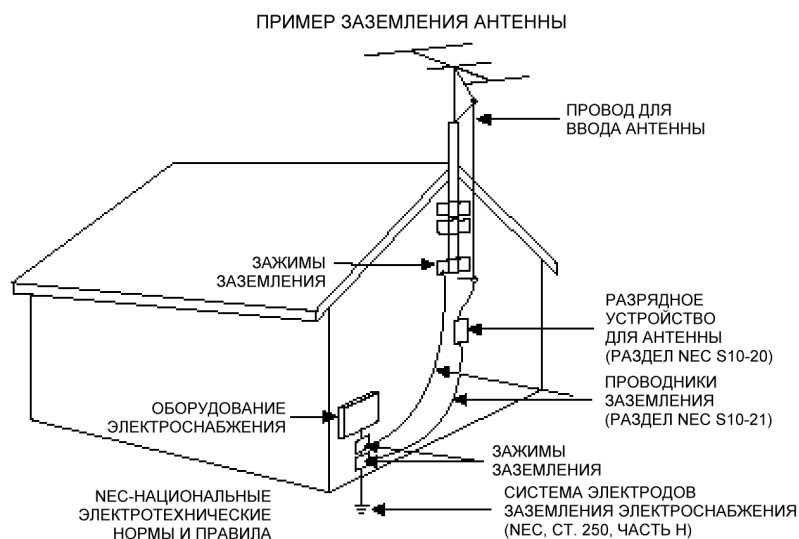 ПРИМЕР ЗАЗЕМЛЕНИЯ АНТЕННЫ
ПРОВОД ДЛЯ
ВВОДА АНТЕННЫ
ЗАЖИМЫ
ЗАЗЕМЛЕНИЯ
РАЗРЯДНОЕ
УСТРОЙСТВО
ДЛЯ АНТЕННЫ
(РАЗДЕЛ NEC S10-20)
ПРОВОДНИКИ
ЗАЗЕМЛЕНИЯ
(РАЗДЕЛ NEC S10-21)
ОБОРУДОВАНИЕ
ЭЛЕКТРОСНАБЖЕНИЯ
ЗАЖИМЫ
ЗАЗЕМЛЕНИЯ
СИСТЕМА ЭЛЕКТРОДОВ
ЗАЗЕМЛЕНИЯ ЭЛЕКТРОСНАБЖЕНИЯ
(NEC, СТ. 250, ЧАСТЬ H)
NEC-НАЦИОНАЛЬНЫЕ
ЭЛЕКТРОТЕХНИЧЕСКИЕ
НОРМЫ И ПРАВИЛА